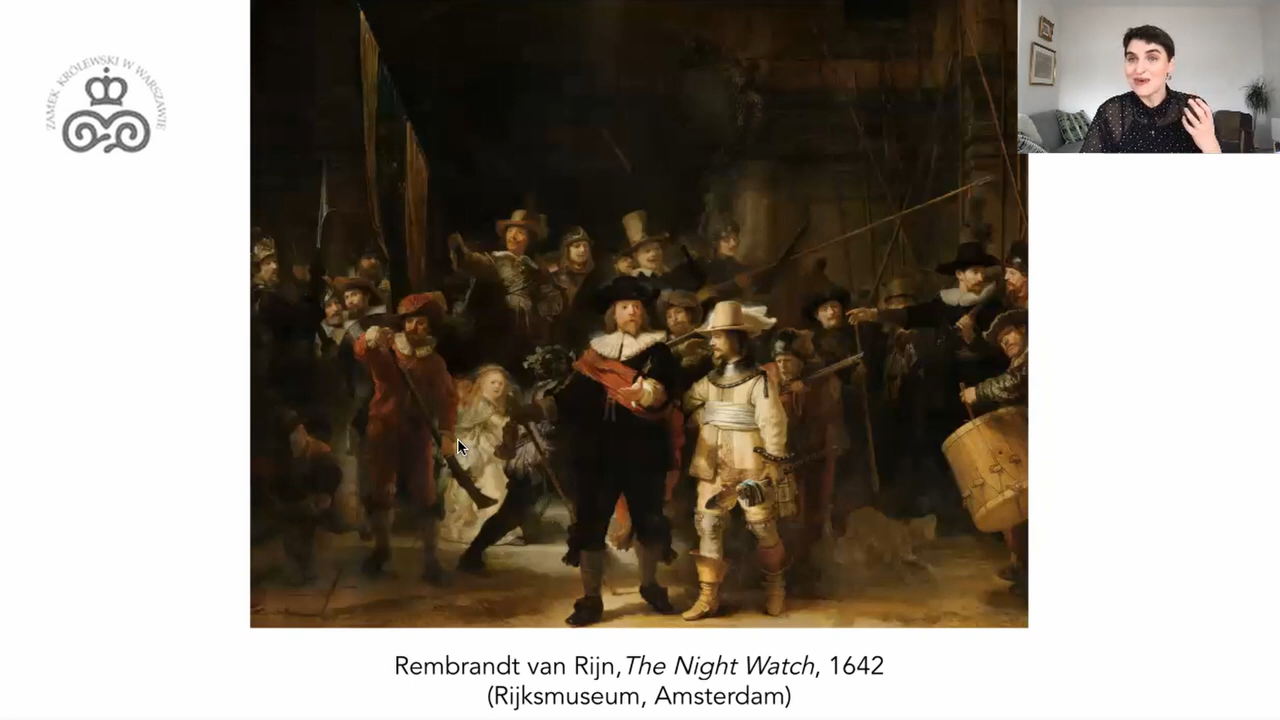 ZAMEK KRÓLEWSKI W WARSZAWIE
Rembrandt van Rijn, The Night Watch, 1642
(Rijksmuseum, Amsterdam)